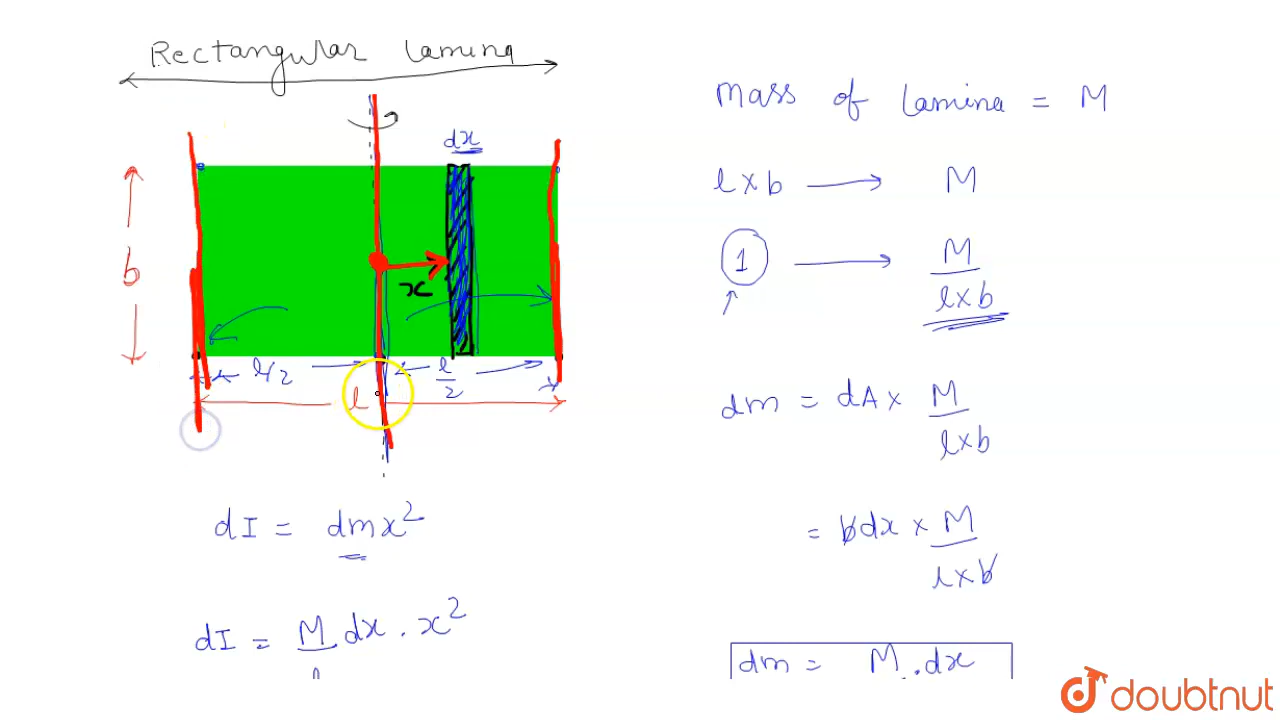 Rectangular lamina
dx
b
x
l/2
l/2
l
dI = dmx²
dI = M/l dx . x²
mass of lamina = M
l x b → M
1 → M/l x b
dm = dA x M/l x b
= bdx x M/l x b
dm = M . dx
doubtnut